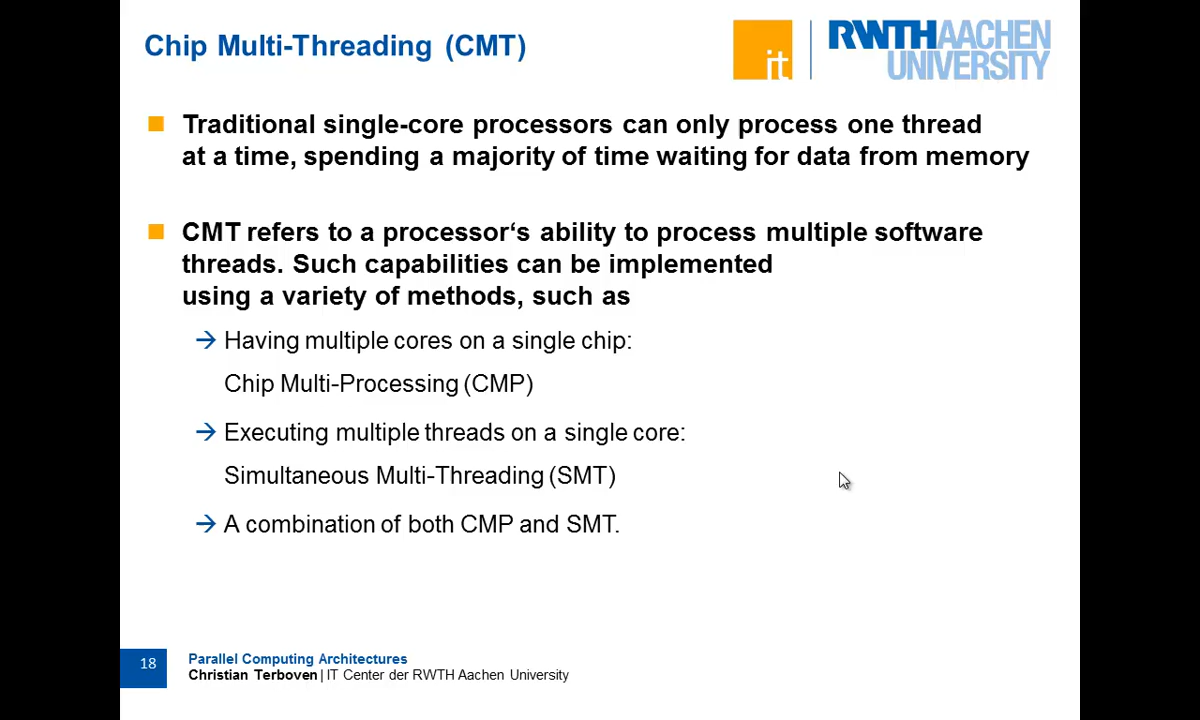 Chip Multi-Threading (CMT)
it
RWTHAACHEN
UNIVERSITY
Traditional single-core processors can only process one thread
at a time, spending a majority of time waiting for data from memory
CMT refers to a processor‘s ability to process multiple software
threads. Such capabilities can be implemented
using a variety of methods, such as
→ Having multiple cores on a single chip:
Chip Multi-Processing (CMP)
→ Executing multiple threads on a single core:
Simultaneous Multi-Threading (SMT)
→ A combination of both CMP and SMT.
18
Parallel Computing Architectures
Christian Terboven | IT Center der RWTH Aachen University